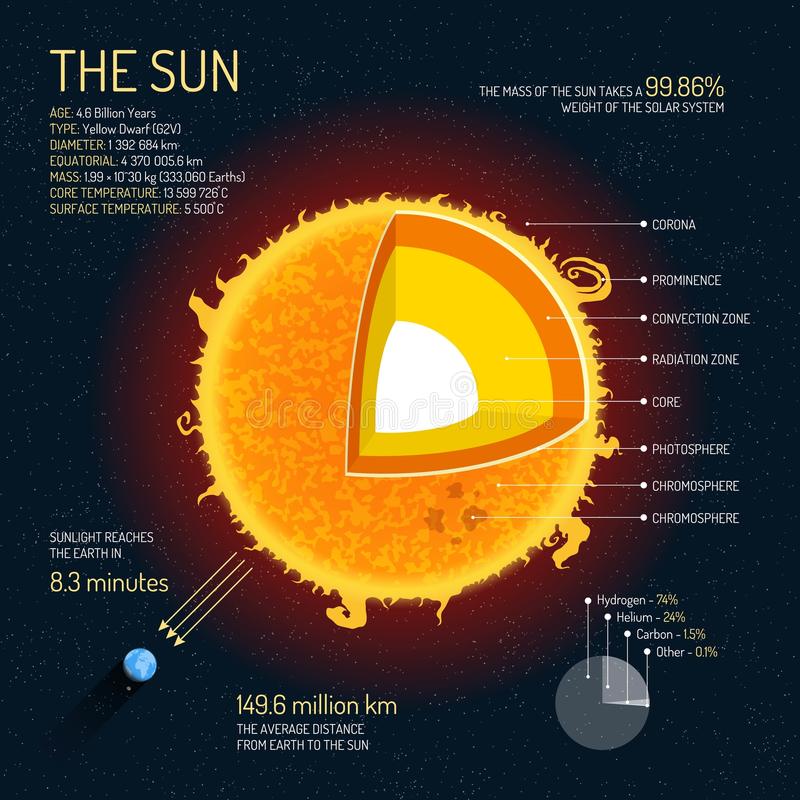 THE SUN
AGE: 4.6 Billion Years
TYPE: Yellow Dwarf (G2V)
DIAMETER: 1 392 684 km
EQUATORIAL: 4 370 005.6 km
MASS: 1,99 × 10^30 kg (333,060 Earths)
CORE TEMPERATURE: 13 599 726°C
SURFACE TEMPERATURE: 5 500°C
THE MASS OF THE SUN TAKES A 99.86%
WEIGHT OF THE SOLAR SYSTEM
CORONA
PROMINENCE
CONVECTION ZONE
RADIATION ZONE
CORE
PHOTOSPHERE
CHROMOSPHERE
CHROMOSPHERE
dreamstime.com
SUNLIGHT REACHES
THE EARTH IN
8.3 minutes
Hydrogen - 74%
Helium - 24%
Carbon - 1.5%
Other - 0.1%
149.6 million km
THE AVERAGE DISTANCE
FROM EARTH TO THE SUN